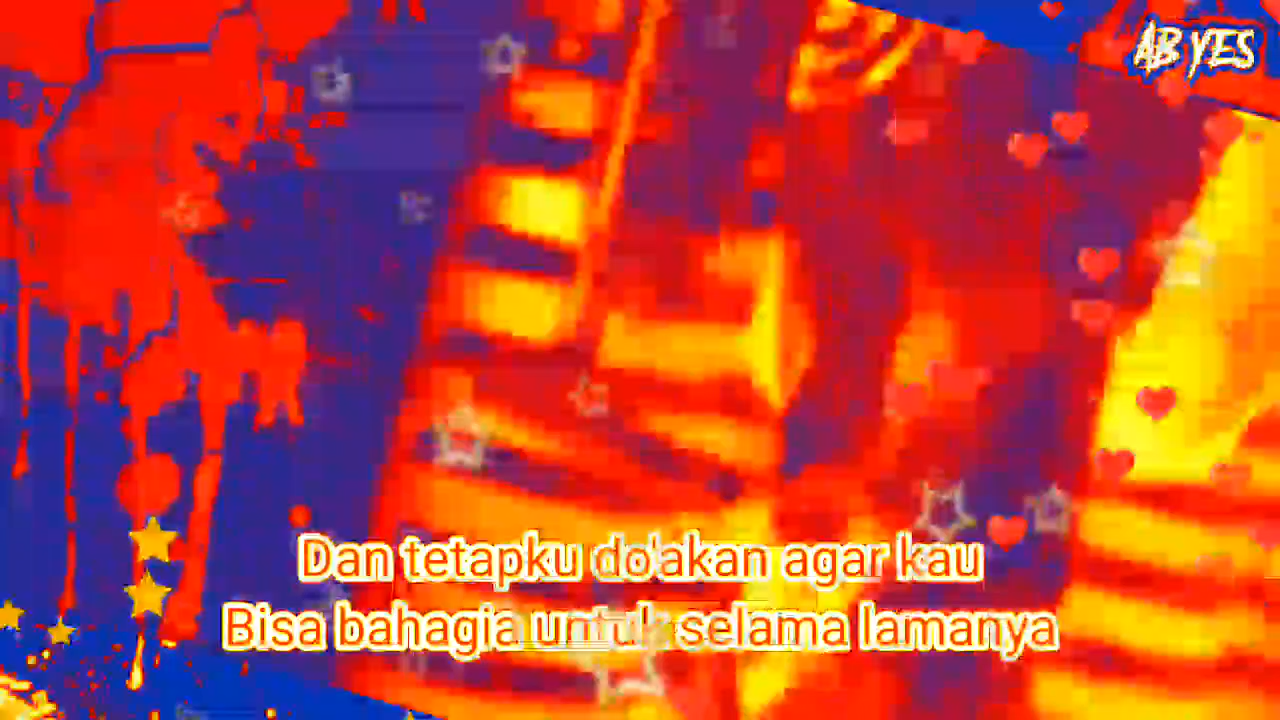 AB YES
Dan tetapku do'akan agar kau
Bisa bahagia untuk selama lamanya